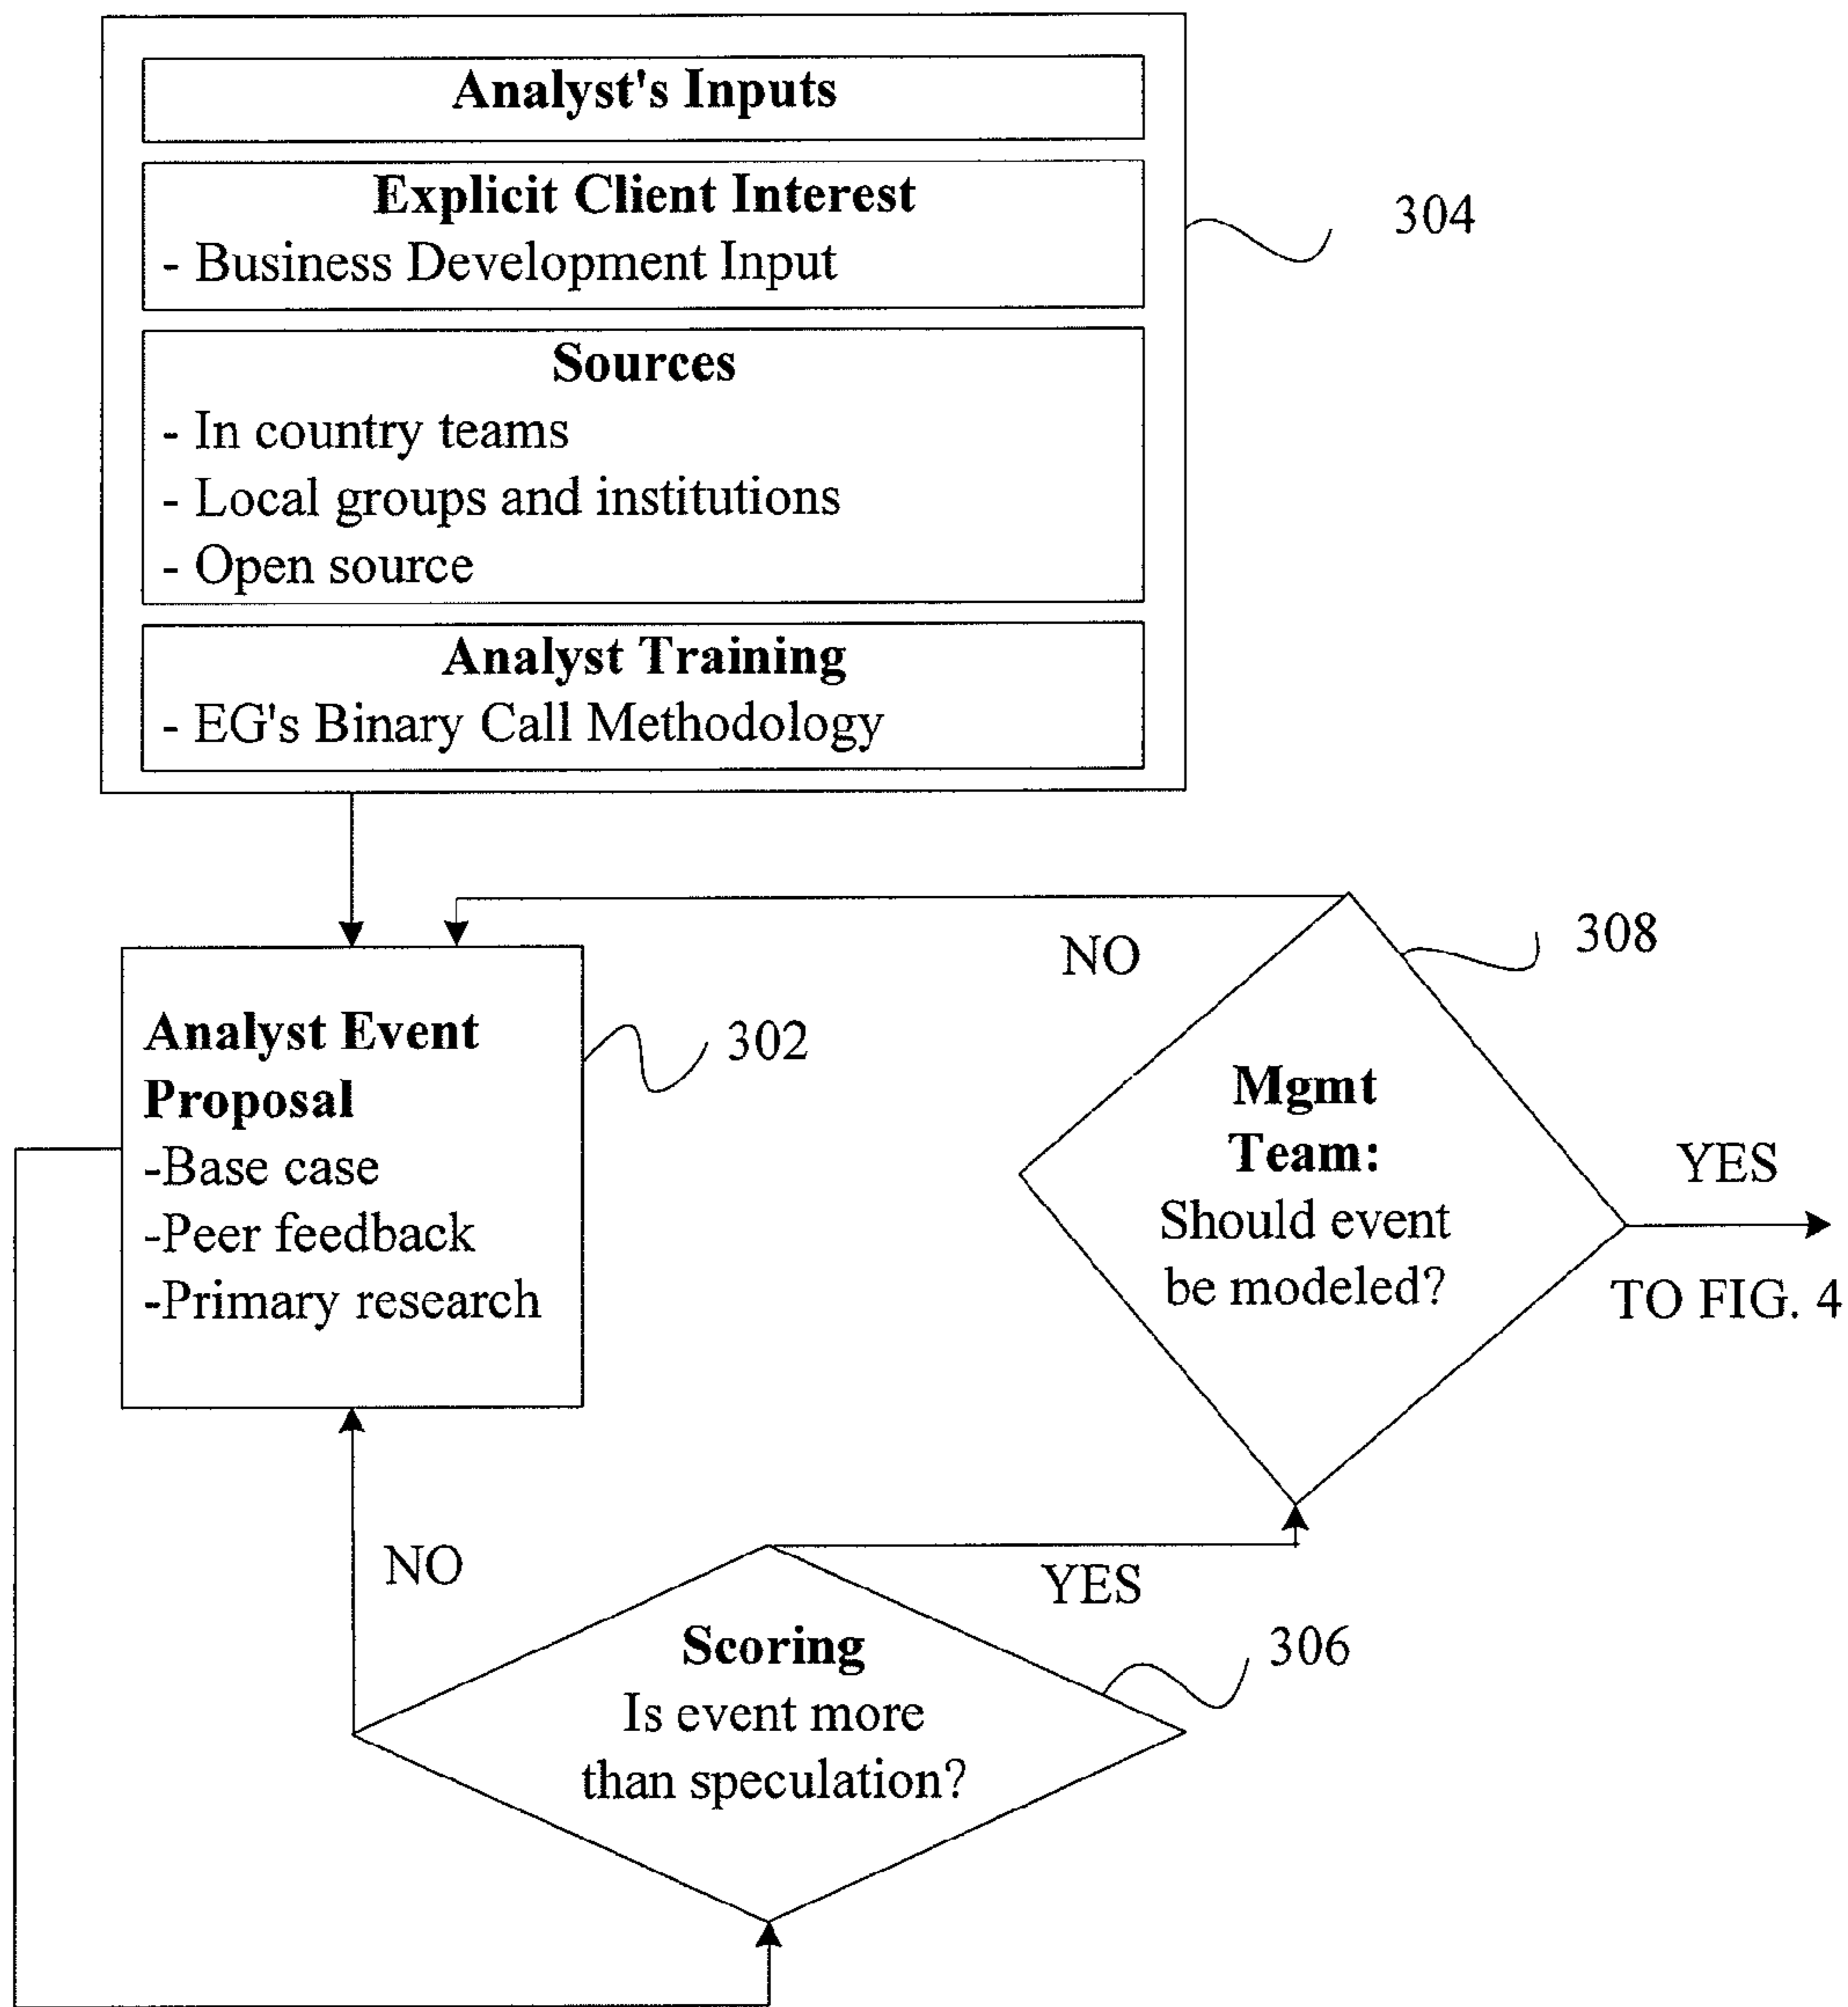 Analyst's Inputs
Explicit Client Interest
- Business Development Input
304
Sources
- In country teams
- Local groups and institutions
- Open source
Analyst Training
- EG's Binary Call Methodology
NO
308
Analyst Event
Proposal
-Base case
-Peer feedback
-Primary research
302
Mgmt
Team:
Should event
be modeled?
YES
TO FIG. 4
NO
YES
Scoring
Is event more
than speculation?
306